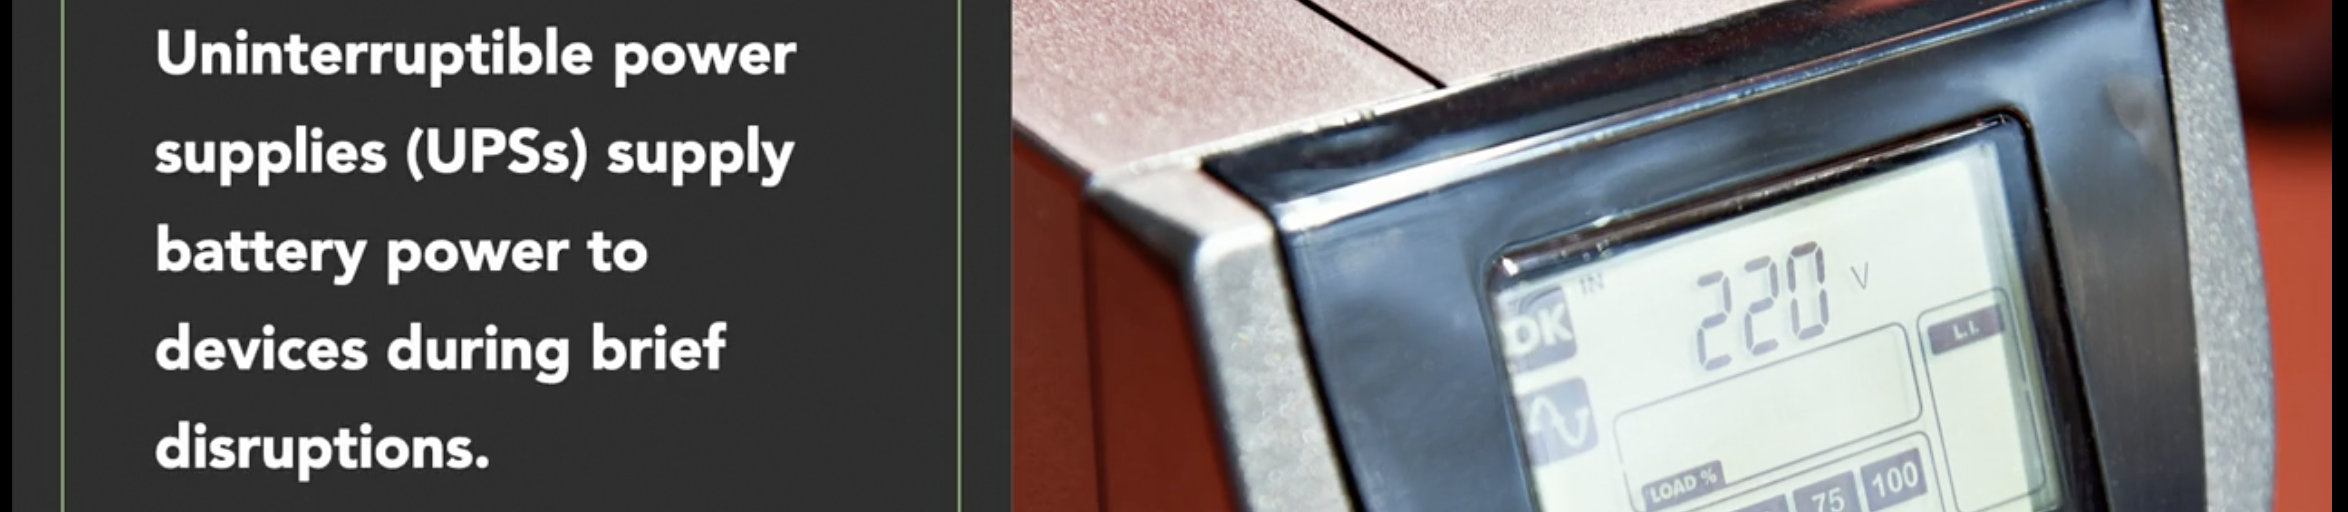 Uninterruptible power
supplies (UPSs) supply
battery power to
devices during brief
disruptions.
IN
220 V
OK
L.L
LOAD %
75 100